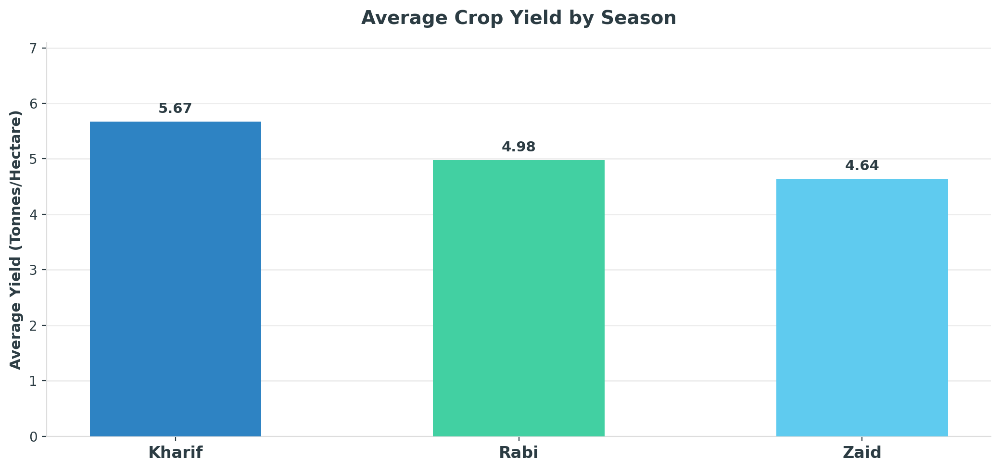 Average Crop Yield by Season
Average Yield (Tonnes/Hectare)
7
6
5
4
3
2
1
0
5.67
4.98
4.64
Kharif
Rabi
Zaid